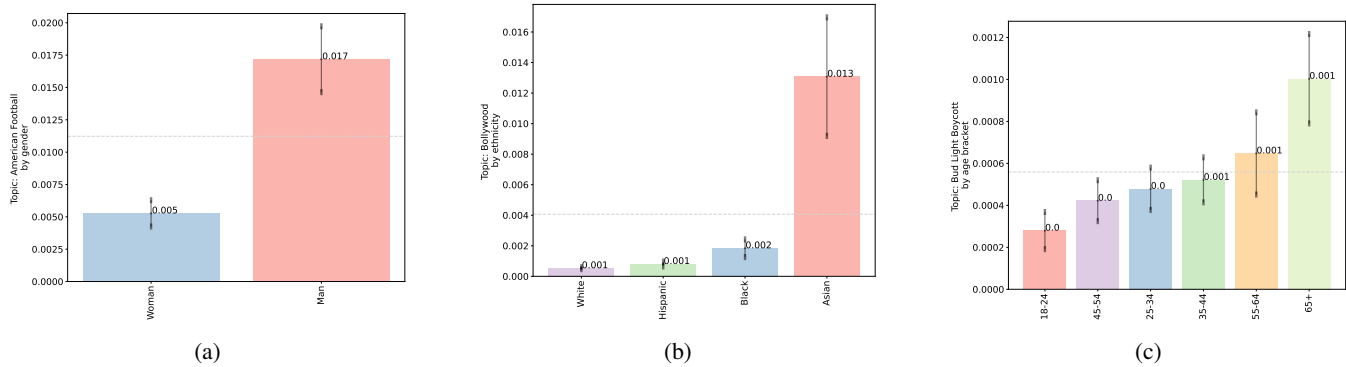 0.0200
0.0175
0.0150
0.0125
0.0100
0.0075
0.0050
0.0025
0.0000
Topic: American Football
by gender
0.005
0.017
Woman
Man
(a)
0.016
0.014
0.012
0.010
0.008
0.006
0.004
0.002
0.000
Topic: Bollywood
by ethnicity
0.001
0.001
0.002
0.013
White
Hispanic
Black
Asian
(b)
0.0012
0.0010
0.0008
0.0006
0.0004
0.0002
0.0000
Topic: Bud Light Boycott
by age bracket
0.0
0.0
0.0
0.001
0.001
0.001
18-24
45-54
25-34
35-44
55-64
65+
(c)